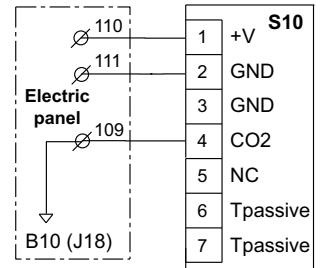 S10
110 1 +V
111 2 GND
Electric
panel
3 GND
109 4 CO2
5 NC
6 Tpassive
B10 (J18) 7 Tpassive